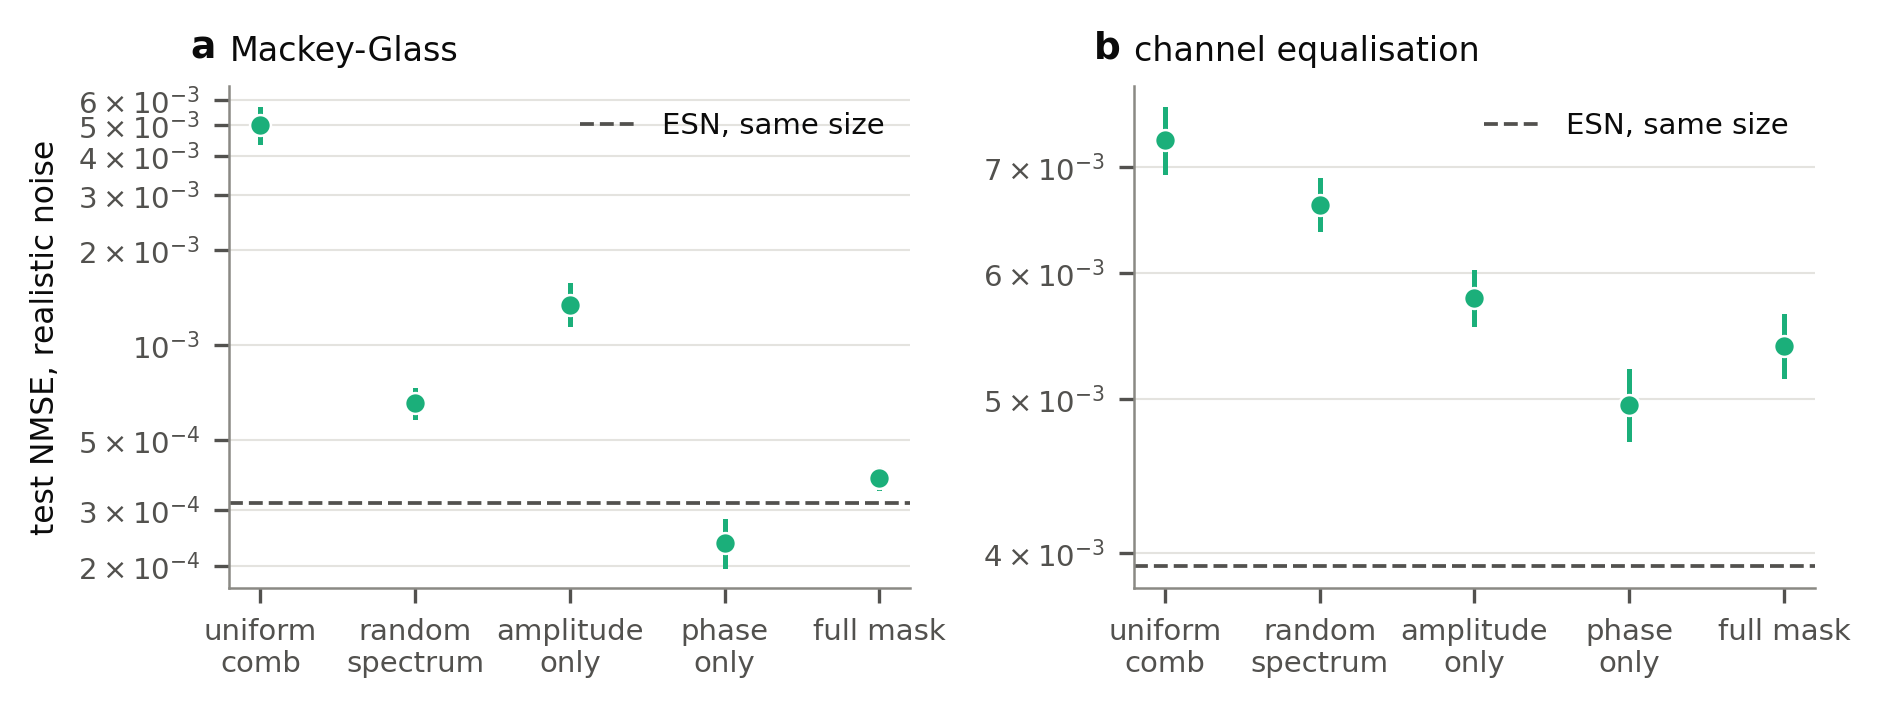 a Mackey-Glass
test NMSE, realistic noise
6 × 10⁻³
5 × 10⁻³
4 × 10⁻³
3 × 10⁻³
2 × 10⁻³
10⁻³
5 × 10⁻⁴
3 × 10⁻⁴
2 × 10⁻⁴
ESN, same size
uniform
comb
random
spectrum
amplitude
only
phase
only
full mask
b channel equalisation
7 × 10⁻³
6 × 10⁻³
5 × 10⁻³
4 × 10⁻³
ESN, same size
uniform
comb
random
spectrum
amplitude
only
phase
only
full mask